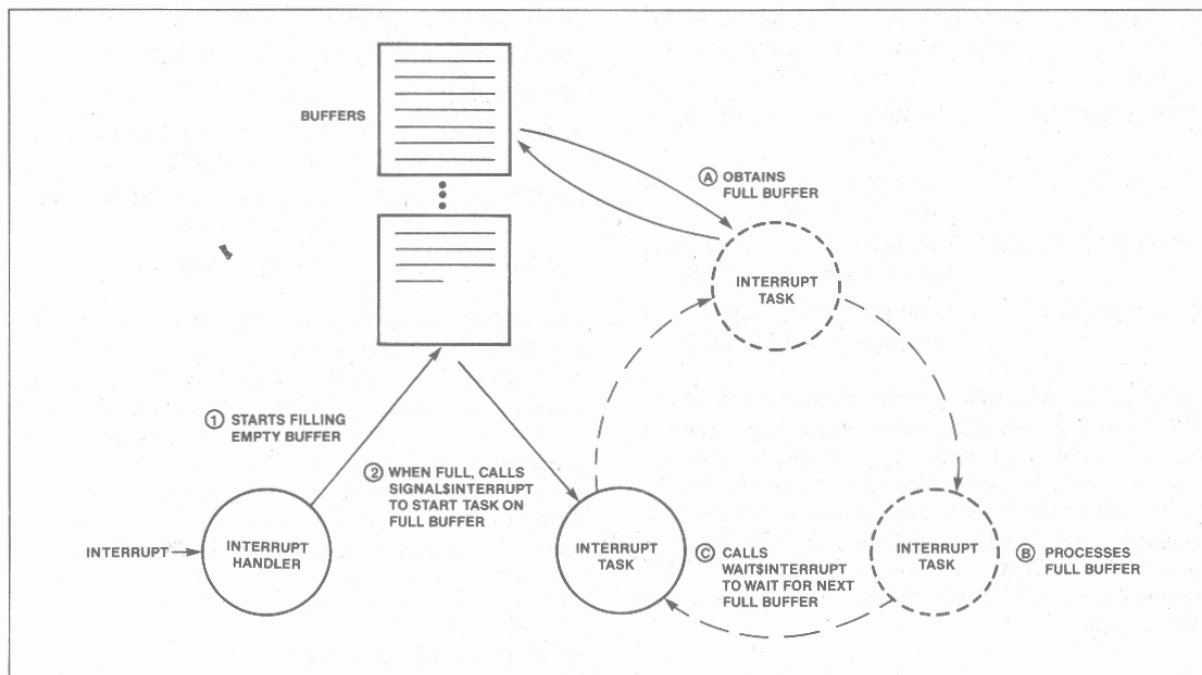 BUFFERS
Ⓐ OBTAINS
FULL BUFFER
INTERRUPT
TASK
① STARTS FILLING
EMPTY BUFFER
② WHEN FULL, CALLS
SIGNAL$INTERRUPT
TO START TASK ON
FULL BUFFER
INTERRUPT
INTERRUPT
HANDLER
INTERRUPT
TASK
Ⓒ CALLS
WAIT$INTERRUPT
TO WAIT FOR NEXT
FULL BUFFER
INTERRUPT
TASK
Ⓑ PROCESSES
FULL BUFFER